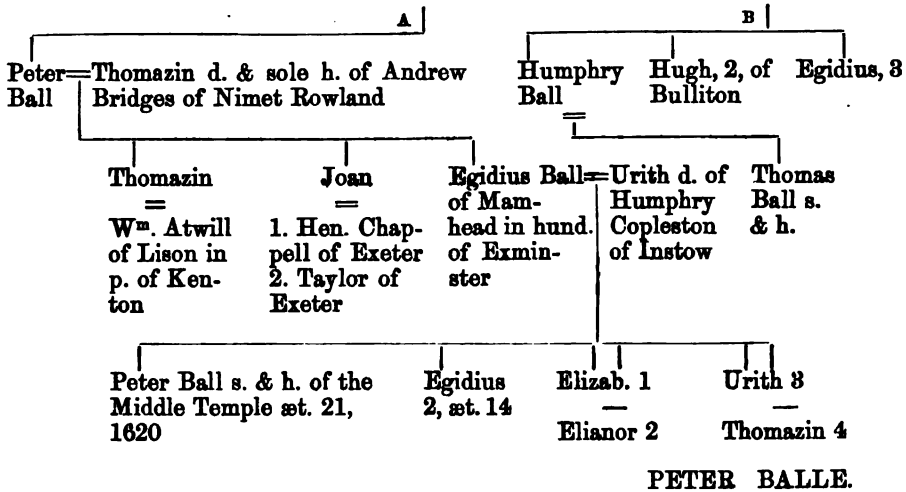 A
B
Peter=Thomazin d. & sole h. of Andrew
Ball Bridges of Nimet Rowland
Humphry
Ball
=
Hugh, 2, of
Bulliton
Egidius, 3
Thomazin
=
Wm. Atwill
of Lison in
p. of Ken-
ton
Joan
=
1. Hen. Chap-
pell of Exeter
2. Taylor of
Exeter
Egidius Ball=Urith d. of
of Mam-
head in hund.
of Exmin-
ster
Humphry
Copleston
of Instow
Thomas
Ball s.
& h.
Peter Ball s. & h. of the
Middle Temple æt. 21,
1620
Egidius
2, æt. 14
Elizab. 1
—
Elianor 2
Urith 3
—
Thomazin 4
PETER BALLE.